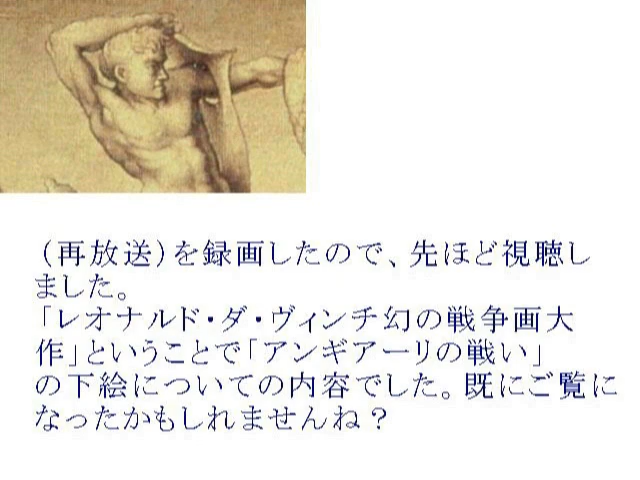 （再放送）を録画したので、先ほど視聴し
ました。
「レオナルド・ダ・ヴィンチ幻の戦争画大
作」ということで「アンギアーリの戦い」
の下絵についての内容でした。既にご覧に
なったかもしれませんね？